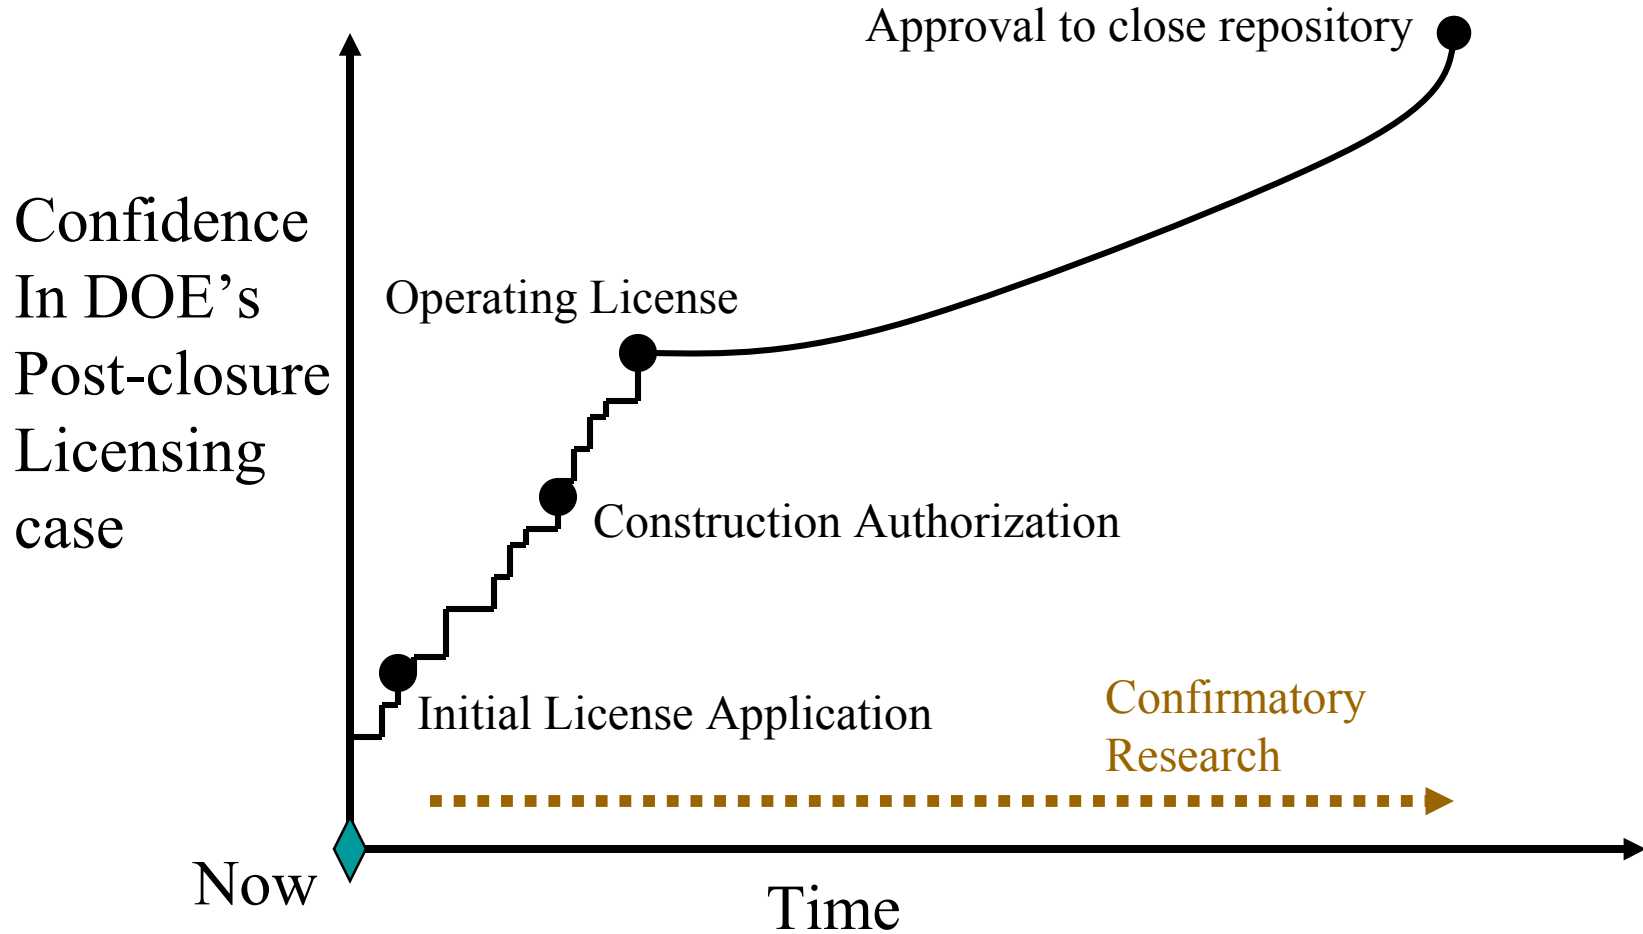 Approval to close repository
Confidence
In DOE’s
Post-closure
Licensing
case
Operating License
Construction Authorization
Initial License Application
Confirmatory
Research
Now
Time